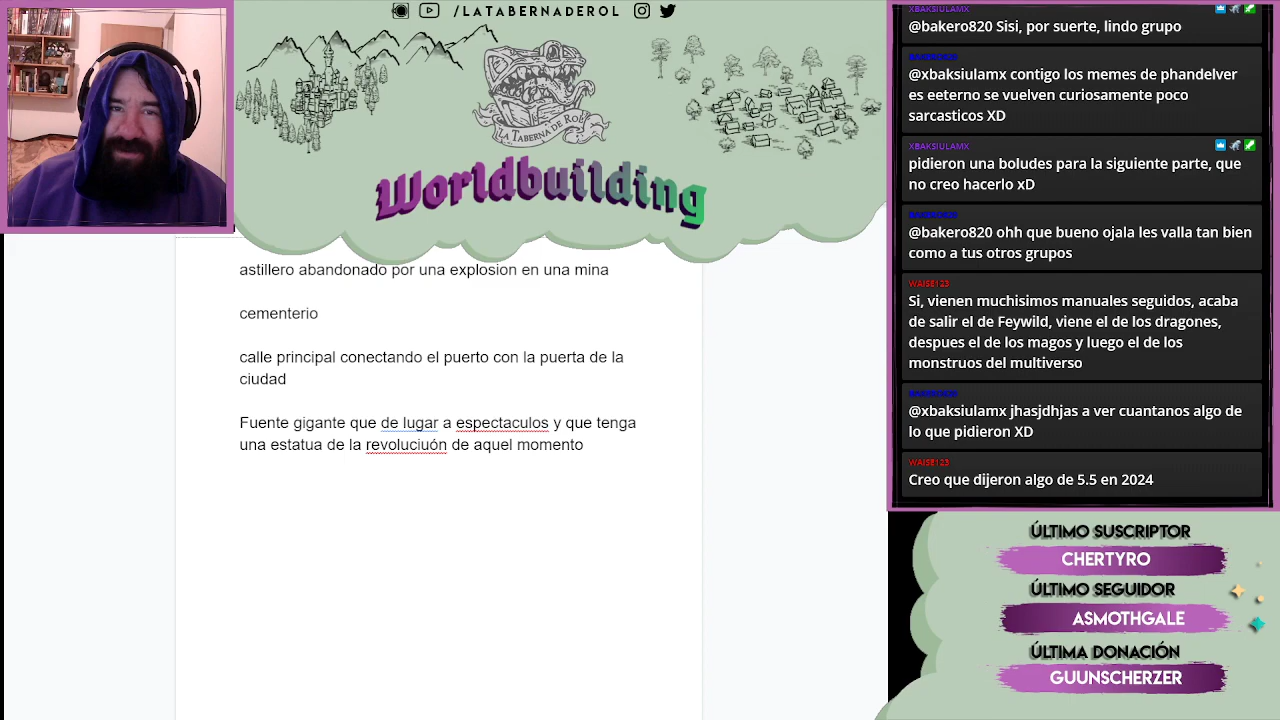 /LATABERNADEROL
LA TABERNA DE ROL
Worldbuilding
astillero abandonado por una explosion en una mina
cementerio
calle principal conectando el puerto con la puerta de la
ciudad
Fuente gigante que de lugar a espectaculos y que tenga
una estatua de la revoluciuón de aquel momento
XBAKSIULAMX
@bakero820 Sisi, por suerte, lindo grupo
BAKERO820
@xbaksiulamx contigo los memes de phandelver
es eeterno se vuelven curiosamente poco
sarcasticos XD
XBAKSIULAMX
pidieron una boludes para la siguiente parte, que
no creo hacerlo xD
BAKERO820
@bakero820 ohh que bueno ojala les valla tan bien
como a tus otros grupos
WAISE123
Si, vienen muchisimos manuales seguidos, acaba
de salir el de Feywild, viene el de los dragones,
despues el de los magos y luego el de los
monstruos del multiverso
BAKERO820
@xbaksiulamx jhasjdhjas a ver cuantanos algo de
lo que pidieron XD
WAISE123
Creo que dijeron algo de 5.5 en 2024
ÚLTIMO SUSCRIPTOR
CHERTYRO
ÚLTIMO SEGUIDOR
ASMOTHGALE
ÚLTIMA DONACIÓN
GUUNSCHERZER